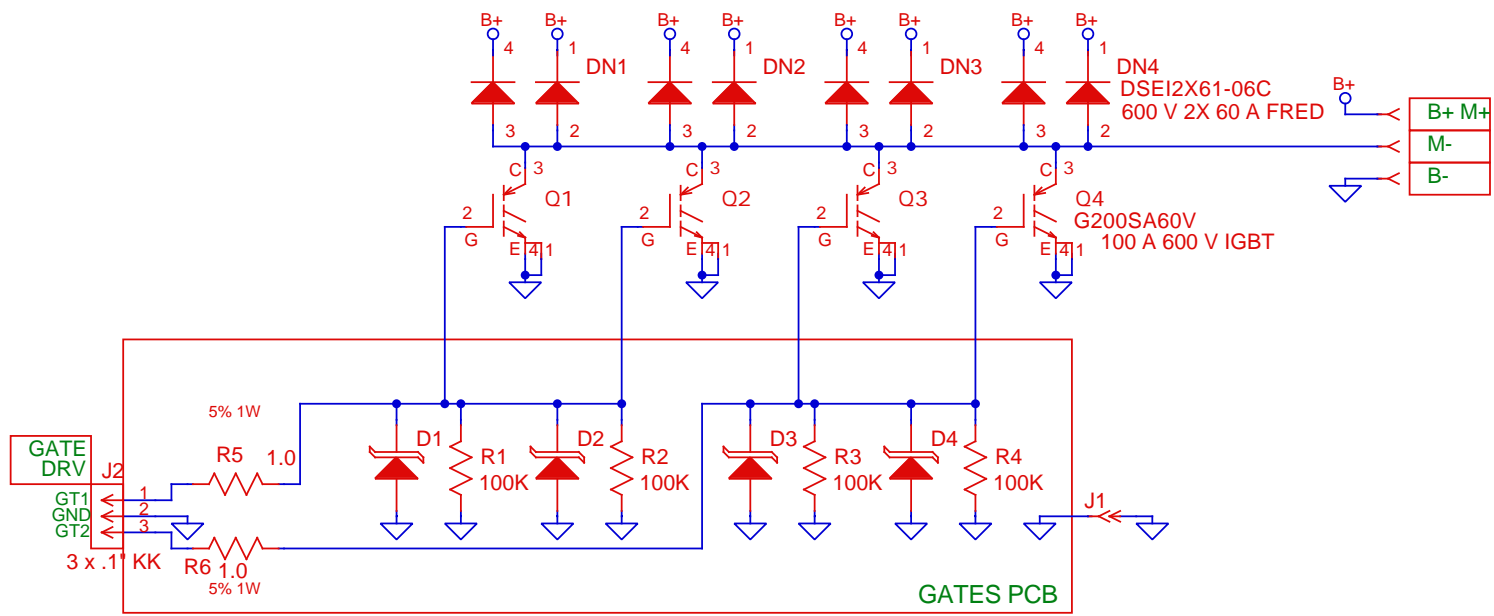 B+ B+ B+ B+ B+ B+ B+ B+
4 1 4 1 4 1 4 1
DN1 DN2 DN3 DN4
DSEI2X61-06C
600 V 2X 60 A FRED
3 2 3 2 3 2 3 2
B+
B+ M+
M-
B-
C 3 C 3 C 3 C 3
Q1 Q2 Q3 Q4
2 2 2 2
G200SA60V
G G G G
100 A 600 V IGBT
E 4 1 E 4 1 E 4 1 E 4 1
5% 1W
GATE
DRV
J2
R5 1.0
D1 R1 100K
D2 R2 100K
D3 R3 100K
D4 R4 100K
GT1 1
GND 2
GT2 3
J1
3 x .1" KK
R6 1.0
5% 1W
GATES PCB